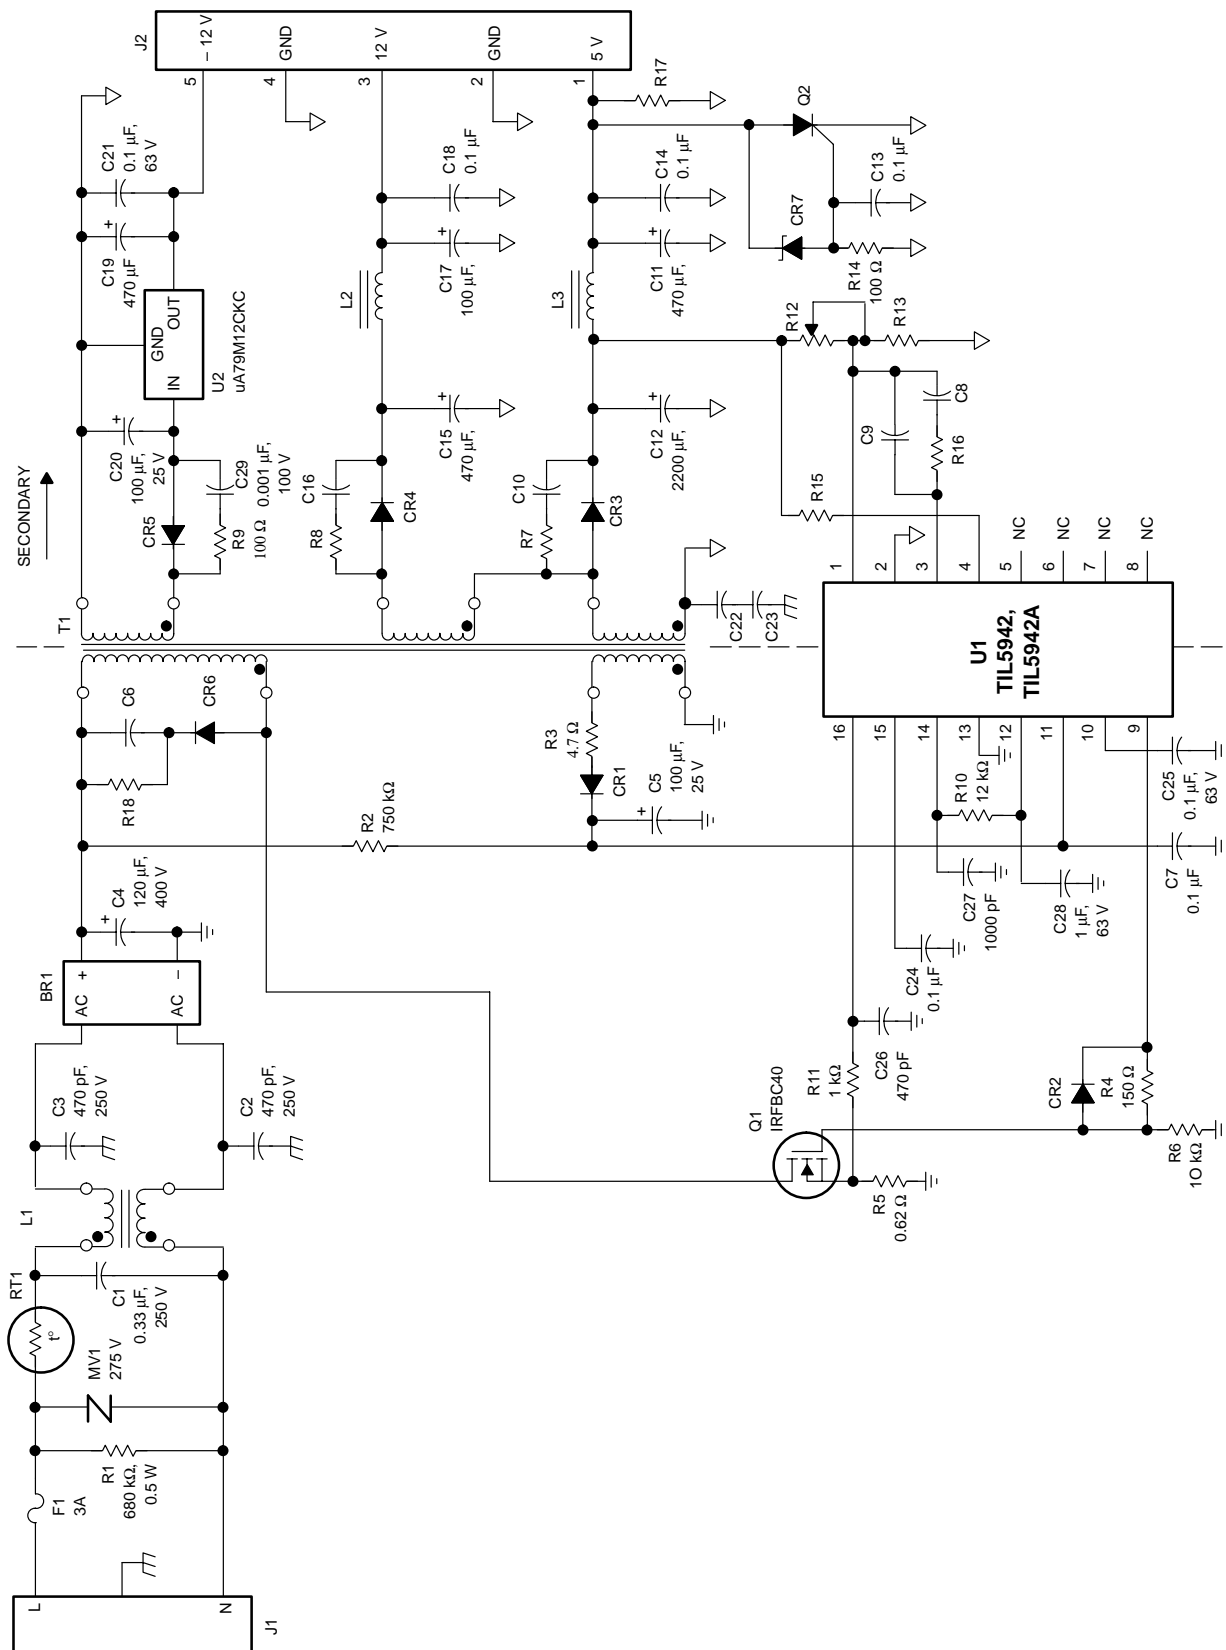 J1
L
N
F1
3A
R1
680 kΩ,
0.5 W
MV1
275 V
RT1
t°
C1
0.33 μF,
250 V
L1
C3
470 pF,
250 V
C2
470 pF,
250 V
BR1
AC
+
AC
–
C4
120 μF,
400 V
+
R18
C6
CR6
R2
750 kΩ
R3
4.7 Ω
CR1
C5
100 μF,
25 V
+
T1
SECONDARY
CR5
R9
100 Ω
C29
0.001 μF,
100 V
C20
100 μF,
25 V
+
IN
GND
OUT
U2
uA79M12CKC
C19
470 μF
+
C21
0.1 μF,
63 V
R8
C16
CR4
C15
470 μF,
+
L2
C17
100 μF,
+
C18
0.1 μF
R7
C10
CR3
C12
2200 μF,
+
L3
C11
470 μF,
+
C14
0.1 μF
R17
J2
5
– 12 V
4
GND
3
12 V
2
GND
1
5 V
Q2
CR7
C13
0.1 μF
R14
100 Ω
R12
R13
R15
C9
C8
R16
C22
C23
1
2
3
4
5
NC
6
NC
7
NC
8
NC
U1
TIL5942,
TIL5942A
16
15
14
13
12
11
10
9
R10
12 kΩ
C25
0.1 μF,
63 V
C7
0.1 μF
C28
1 μF,
63 V
C27
1000 pF
C24
0.1 μF
C26
470 pF
R11
1 kΩ
Q1
IRFBC40
R5
0.62 Ω
CR2
R4
150 Ω
R6
1O kΩ